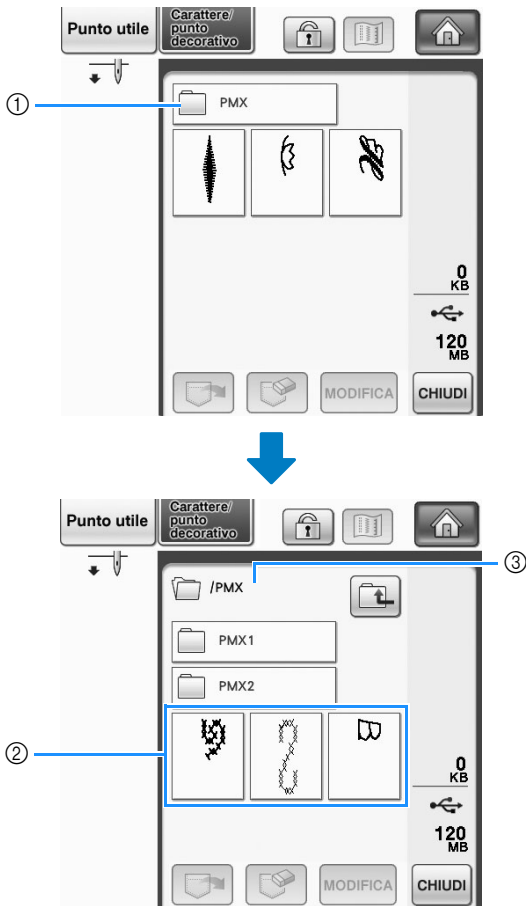 Punto utile
Carattere/
punto
decorativo
① PMX
0
KB
120
MB
MODIFICA
CHIUDI
Punto utile
Carattere/
punto
decorativo
③
/PMX
PMX1
PMX2
②
0
KB
120
MB
MODIFICA
CHIUDI